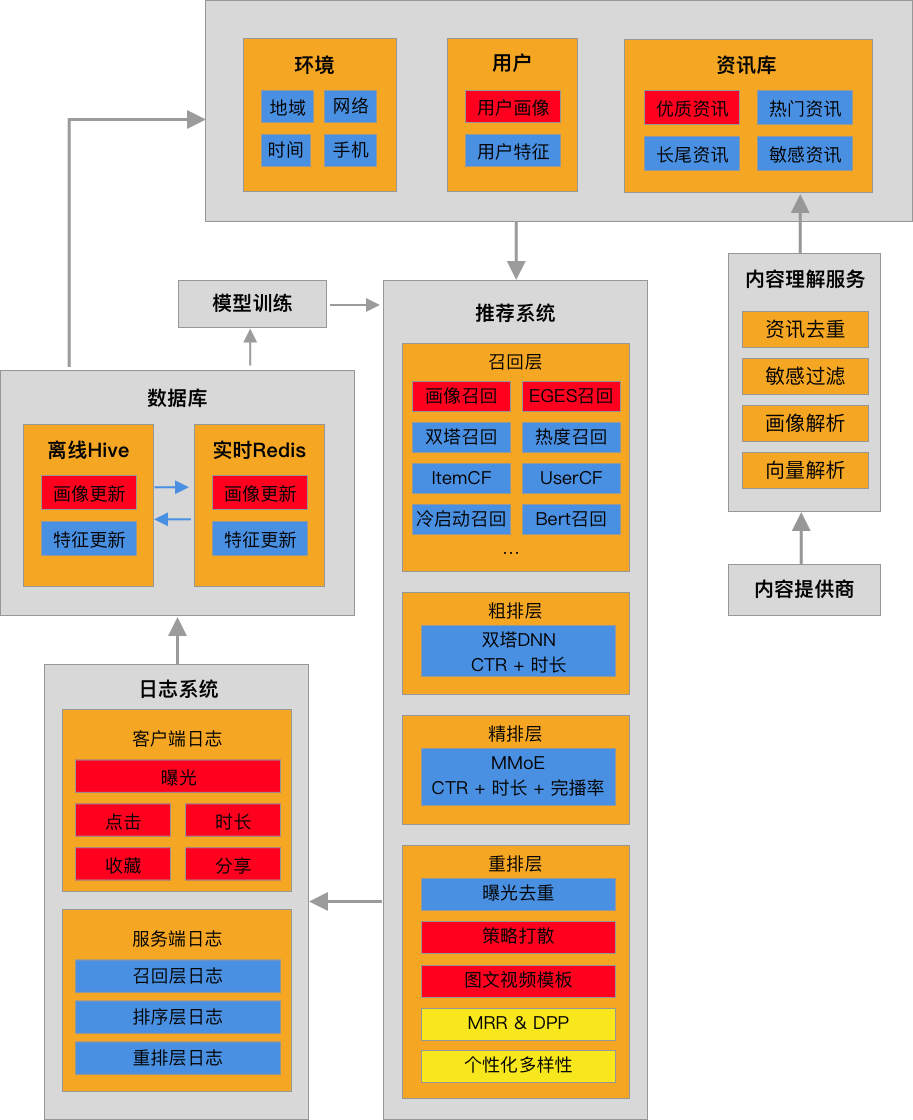 环境
地域
网络
时间
手机
用户
用户画像
用户特征
资讯库
优质资讯
热门资讯
长尾资讯
敏感资讯
内容理解服务
资讯去重
敏感过滤
画像解析
向量解析
内容提供商
模型训练
推荐系统
召回层
画像召回
EGES召回
双塔召回
热度召回
ItemCF
UserCF
冷启动召回
Bert召回
...
粗排层
双塔DNN
CTR + 时长
精排层
MMoE
CTR + 时长 + 完播率
重排层
曝光去重
策略打散
图文视频模板
MRR & DPP
个性化多样性
数据库
离线Hive
画像更新
特征更新
实时Redis
画像更新
特征更新
日志系统
客户端日志
曝光
点击
时长
收藏
分享
服务端日志
召回层日志
排序层日志
重排层日志